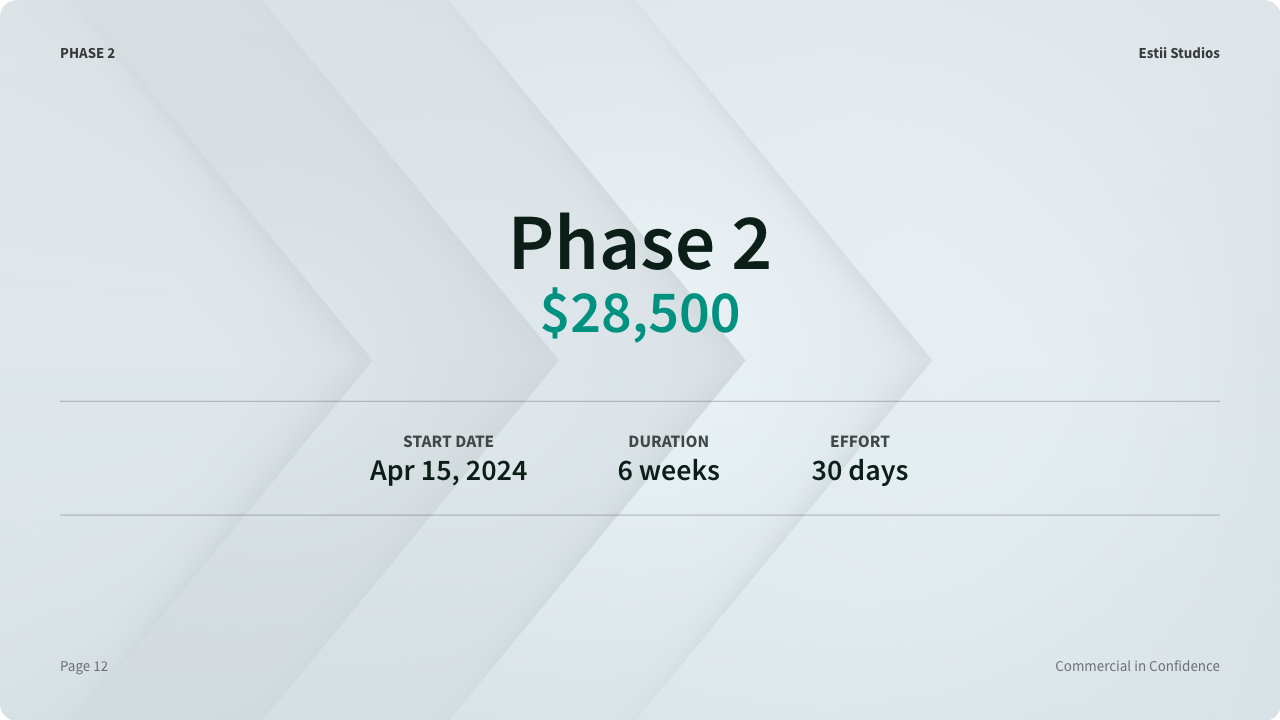 PHASE 2
Estii Studios
Phase 2
$28,500
START DATE
Apr 15, 2024
DURATION
6 weeks
EFFORT
30 days
Page 12
Commercial in Confidence